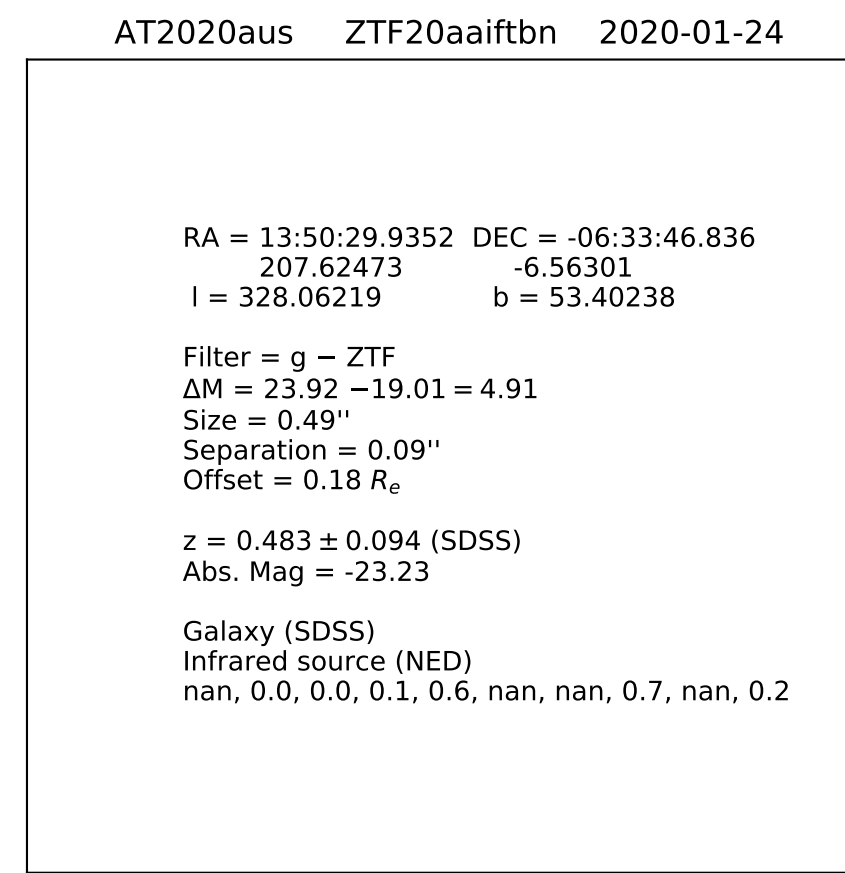 AT2020aus ZTF20aaiftbn 2020-01-24
RA = 13:50:29.9352 DEC = -06:33:46.836
207.62473 -6.56301
l = 328.06219 b = 53.40238
Filter = g − ZTF
ΔM = 23.92 −19.01 = 4.91
Size = 0.49''
Separation = 0.09''
Offset = 0.18 Re
z = 0.483 ± 0.094 (SDSS)
Abs. Mag = -23.23
Galaxy (SDSS)
Infrared source (NED)
nan, 0.0, 0.0, 0.1, 0.6, nan, nan, 0.7, nan, 0.2